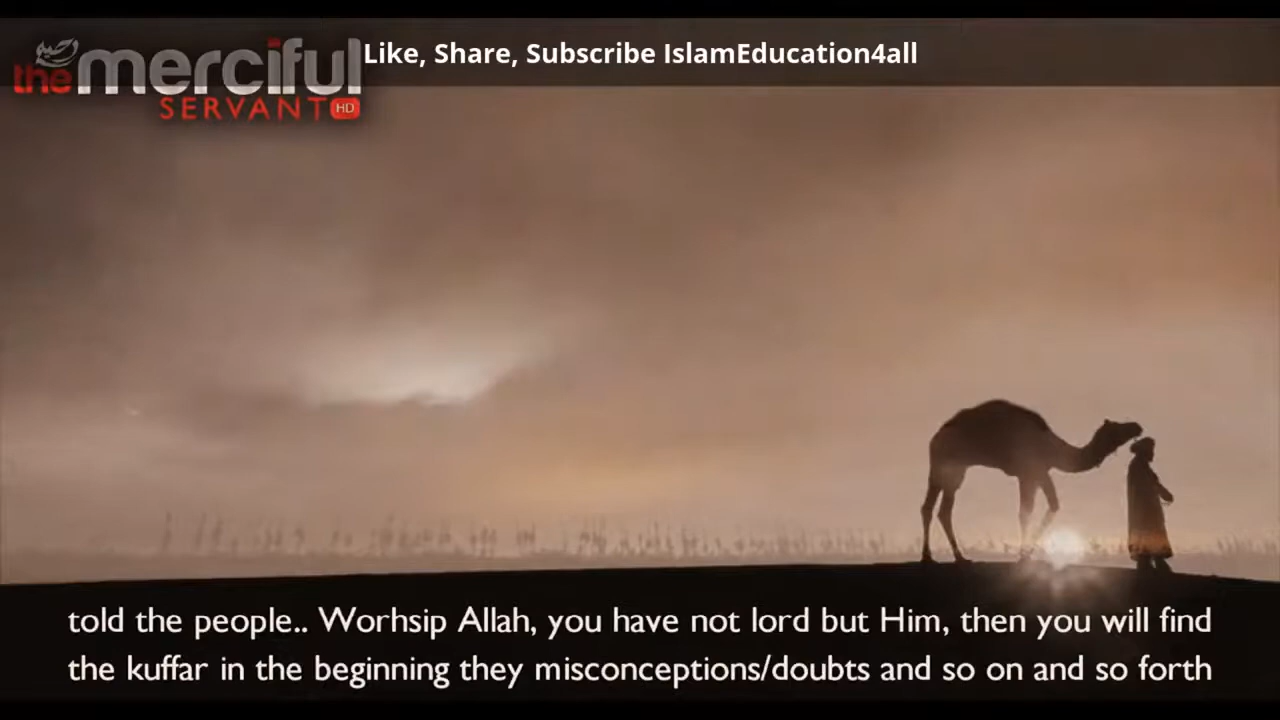 the merciful
SERVANT HD
Like, Share, Subscribe IslamEducation4all
told the people.. Worhsip Allah, you have not lord but Him, then you will find
the kuffar in the beginning they misconceptions/doubts and so on and so forth